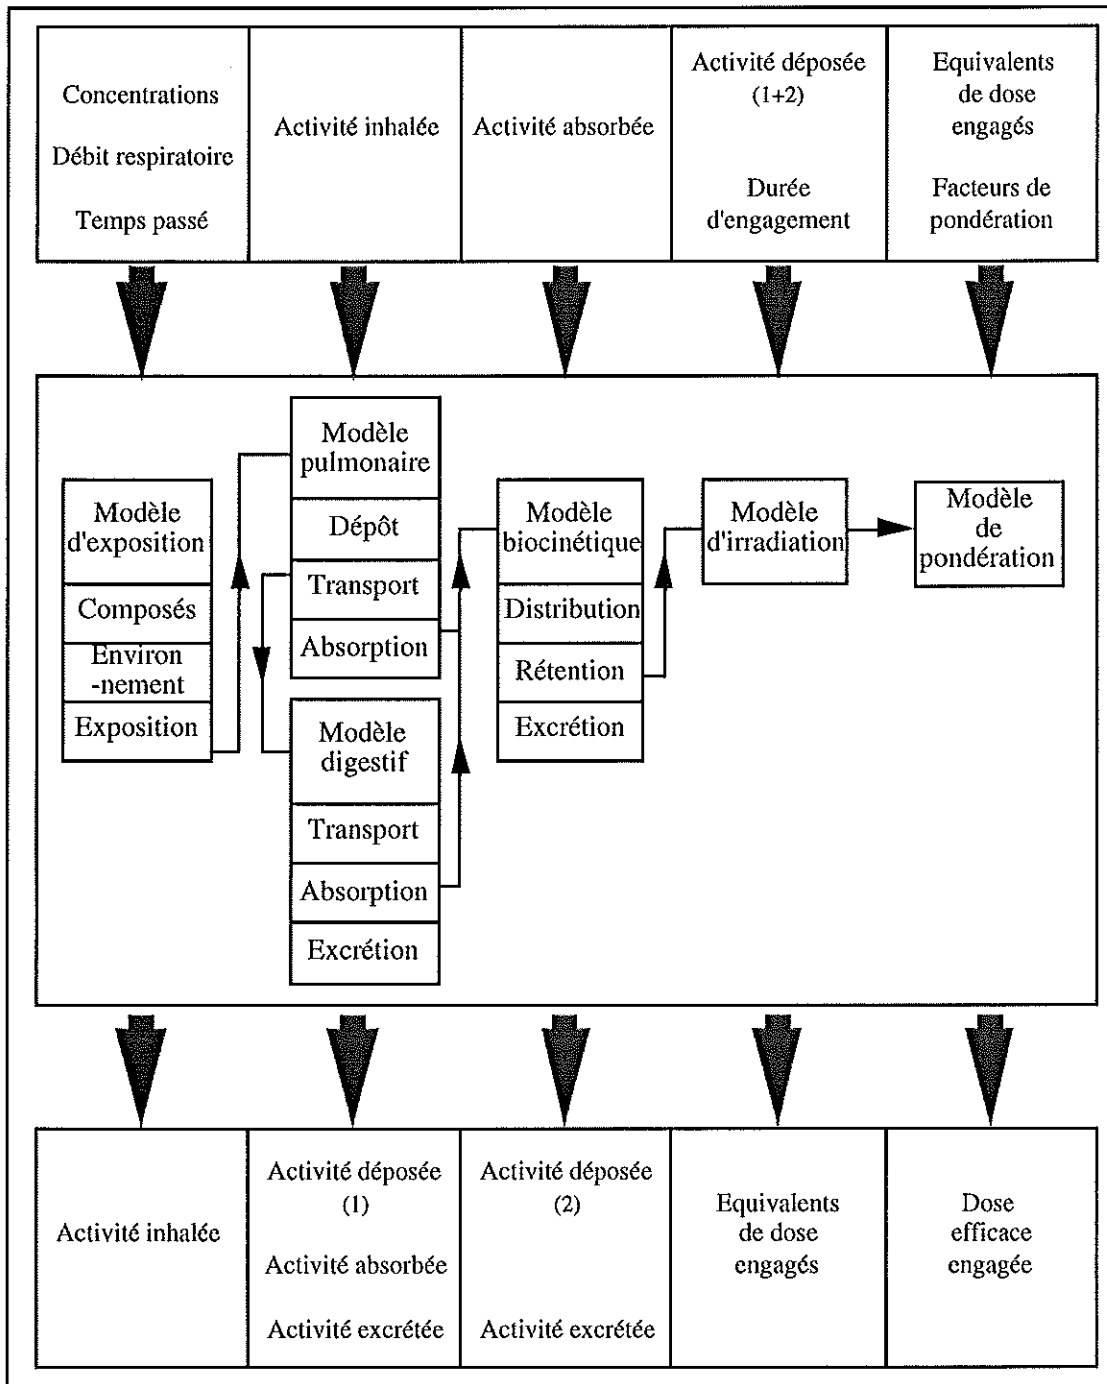 Concentrations
Débit respiratoire
Temps passé
Activité inhalée
Activité absorbée
Activité déposée
(1+2)
Durée
d'engagement
Equivalents
de dose
engagés
Facteurs de
pondération
Modèle
d'exposition
Composés
Environ
-nement
Exposition
Modèle
pulmonaire
Dépôt
Transport
Absorption
Modèle
digestif
Transport
Absorption
Excrétion
Modèle
biocinétique
Distribution
Rétention
Excrétion
Modèle
d'irradiation
Modèle
de
pondération
Activité inhalée
Activité déposée
(1)
Activité absorbée
Activité excrétée
Activité déposée
(2)
Activité excrétée
Equivalents
de dose
engagés
Dose
efficace
engagée